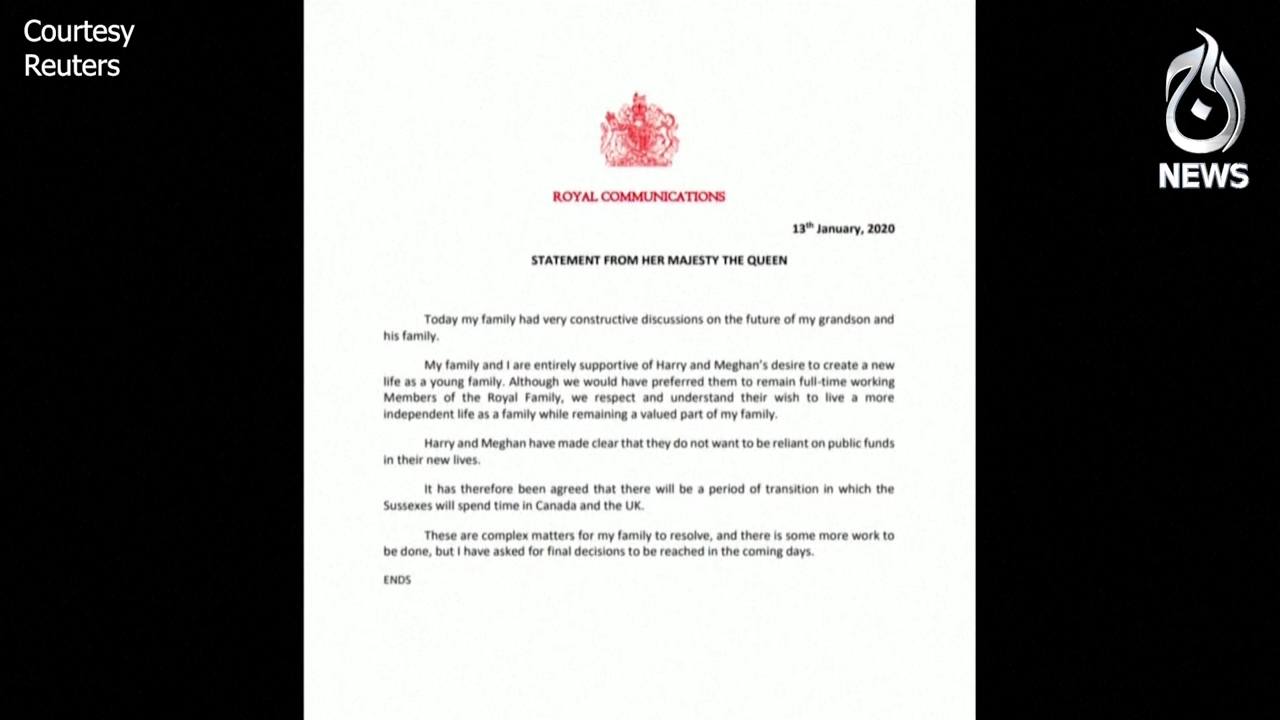 Courtesy
Reuters
ج
NEWS
ROYAL COMMUNICATIONS
13th January, 2020
STATEMENT FROM HER MAJESTY THE QUEEN
Today my family had very constructive discussions on the future of my grandson and
his family.
My family and I are entirely supportive of Harry and Meghan's desire to create a new
life as a young family. Although we would have preferred them to remain full-time working
Members of the Royal Family, we respect and understand their wish to live a more
independent life as a family while remaining a valued part of my family.
Harry and Meghan have made clear that they do not want to be reliant on public funds
in their new lives.
It has therefore been agreed that there will be a period of transition in which the
Sussexes will spend time in Canada and the UK.
These are complex matters for my family to resolve, and there is some more work to
be done, but I have asked for final decisions to be reached in the coming days.
ENDS